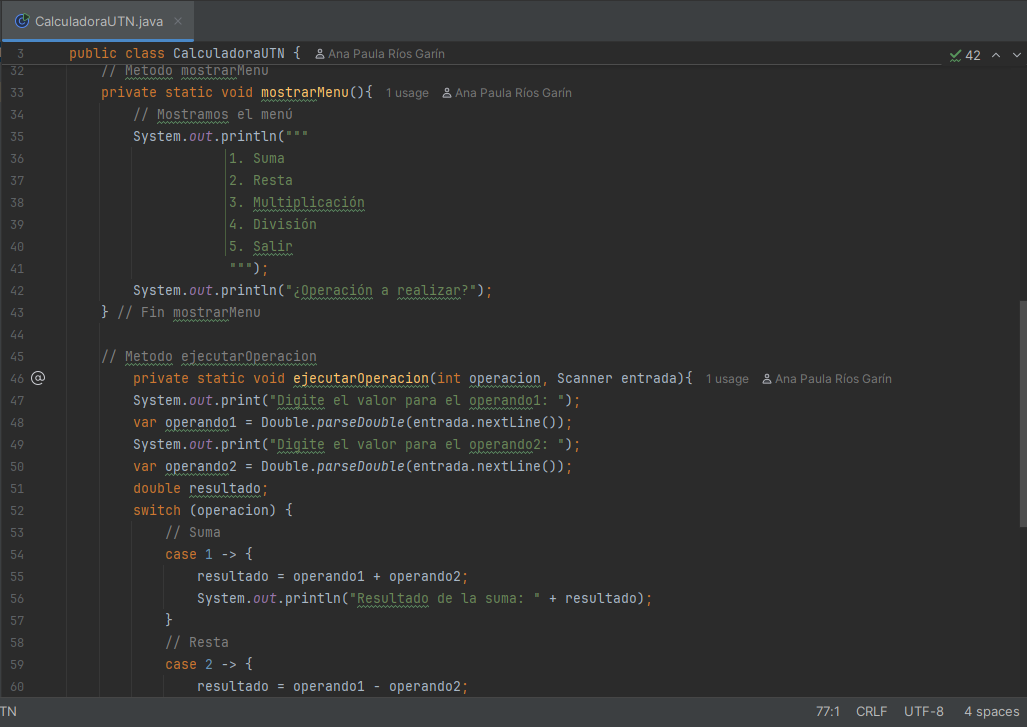 CalculadoraUTN.java
3 public class CalculadoraUTN { Ana Paula Ríos Garín 42
32 // Metodo mostrarMenu
33 private static void mostrarMenu(){ 1 usage Ana Paula Ríos Garín
34 // Mostramos el menú
35 System.out.println("""
36 1. Suma
37 2. Resta
38 3. Multiplicación
39 4. División
40 5. Salir
41 """);
42 System.out.println("¿Operación a realizar?");
43 } // Fin mostrarMenu
44
45 // Metodo ejecutarOperacion
46 @ private static void ejecutarOperacion(int operacion, Scanner entrada){ 1 usage Ana Paula Ríos Garín
47 System.out.print("Digite el valor para el operando1: ");
48 var operando1 = Double.parseDouble(entrada.nextLine());
49 System.out.print("Digite el valor para el operando2: ");
50 var operando2 = Double.parseDouble(entrada.nextLine());
51 double resultado;
52 switch (operacion) {
53 // Suma
54 case 1 -> {
55 resultado = operando1 + operando2;
56 System.out.println("Resultado de la suma: " + resultado);
57 }
58 // Resta
59 case 2 -> {
60 resultado = operando1 - operando2;
TN 77:1 CRLF UTF-8 4 spaces